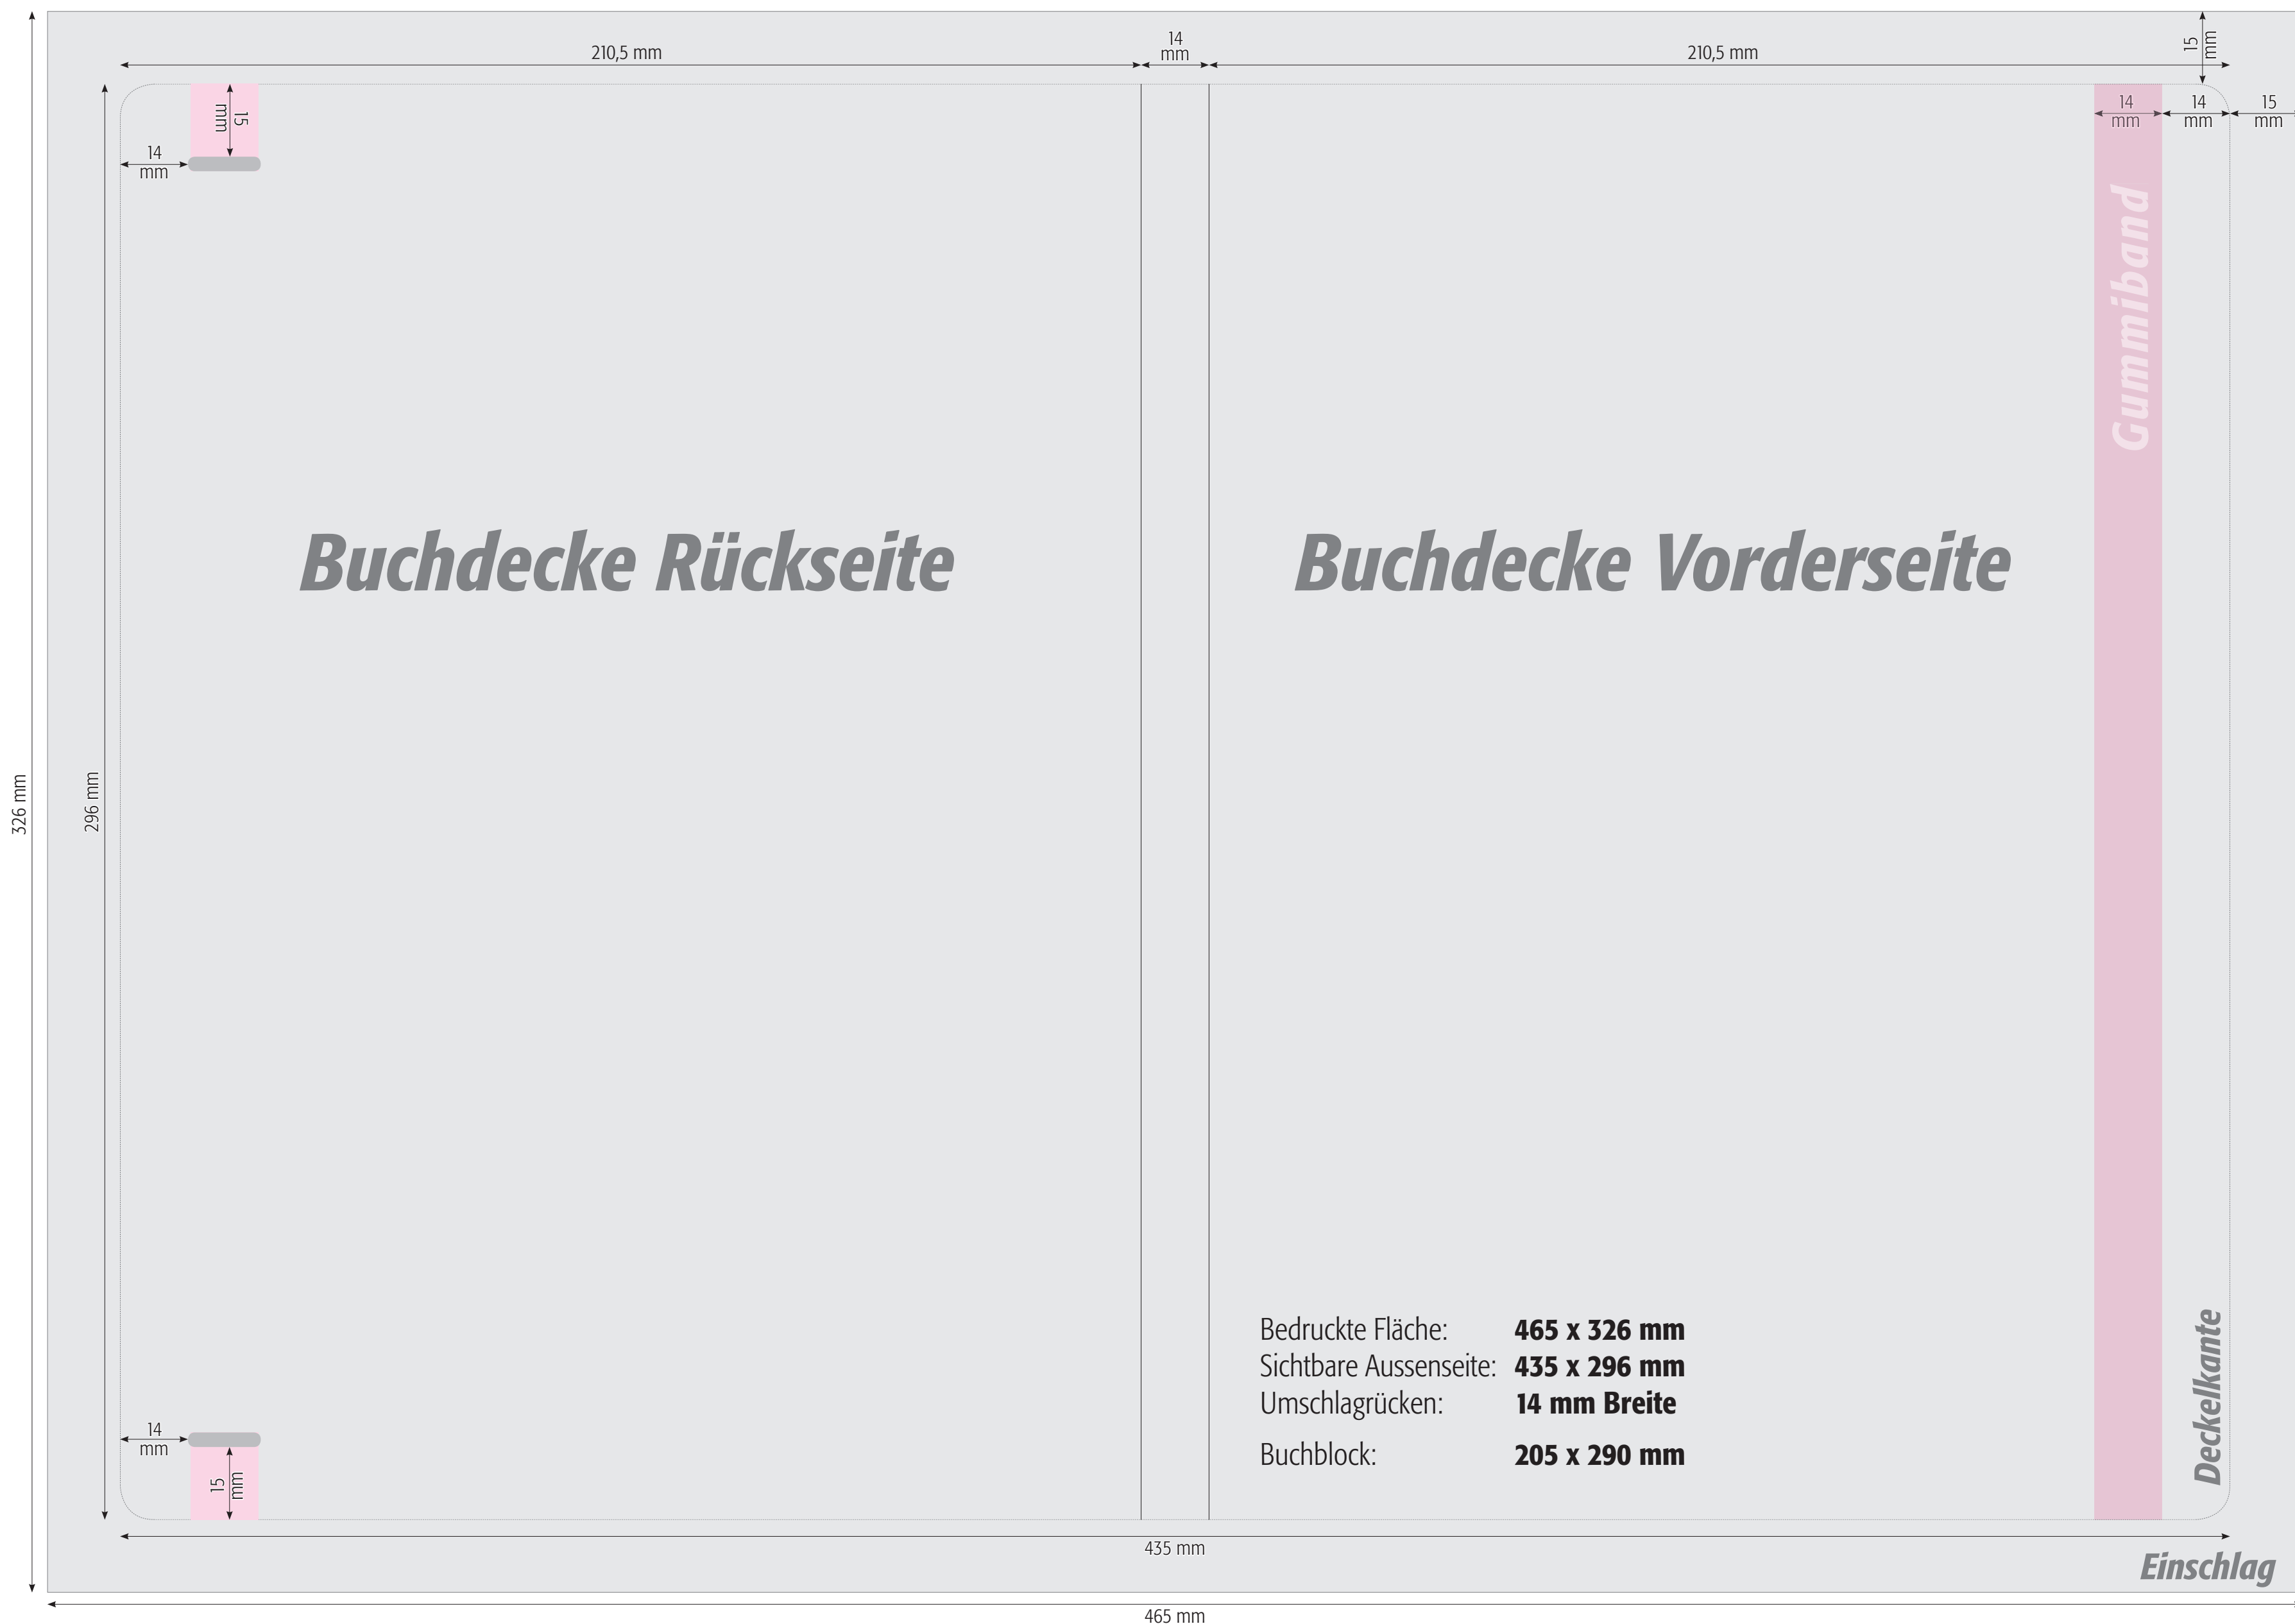 210,5 mm
14
mm
210,5 mm
15
mm
15
mm
14
mm
14
mm
14
mm
15
mm
Gummiband
Buchdecke Rückseite
Buchdecke Vorderseite
326 mm
296 mm
Bedruckte Fläche: 465 x 326 mm
Sichtbare Aussenseite: 435 x 296 mm
Umschlagrücken: 14 mm Breite
Buchblock: 205 x 290 mm
Deckelkante
14
mm
15
mm
435 mm
Einschlag
465 mm